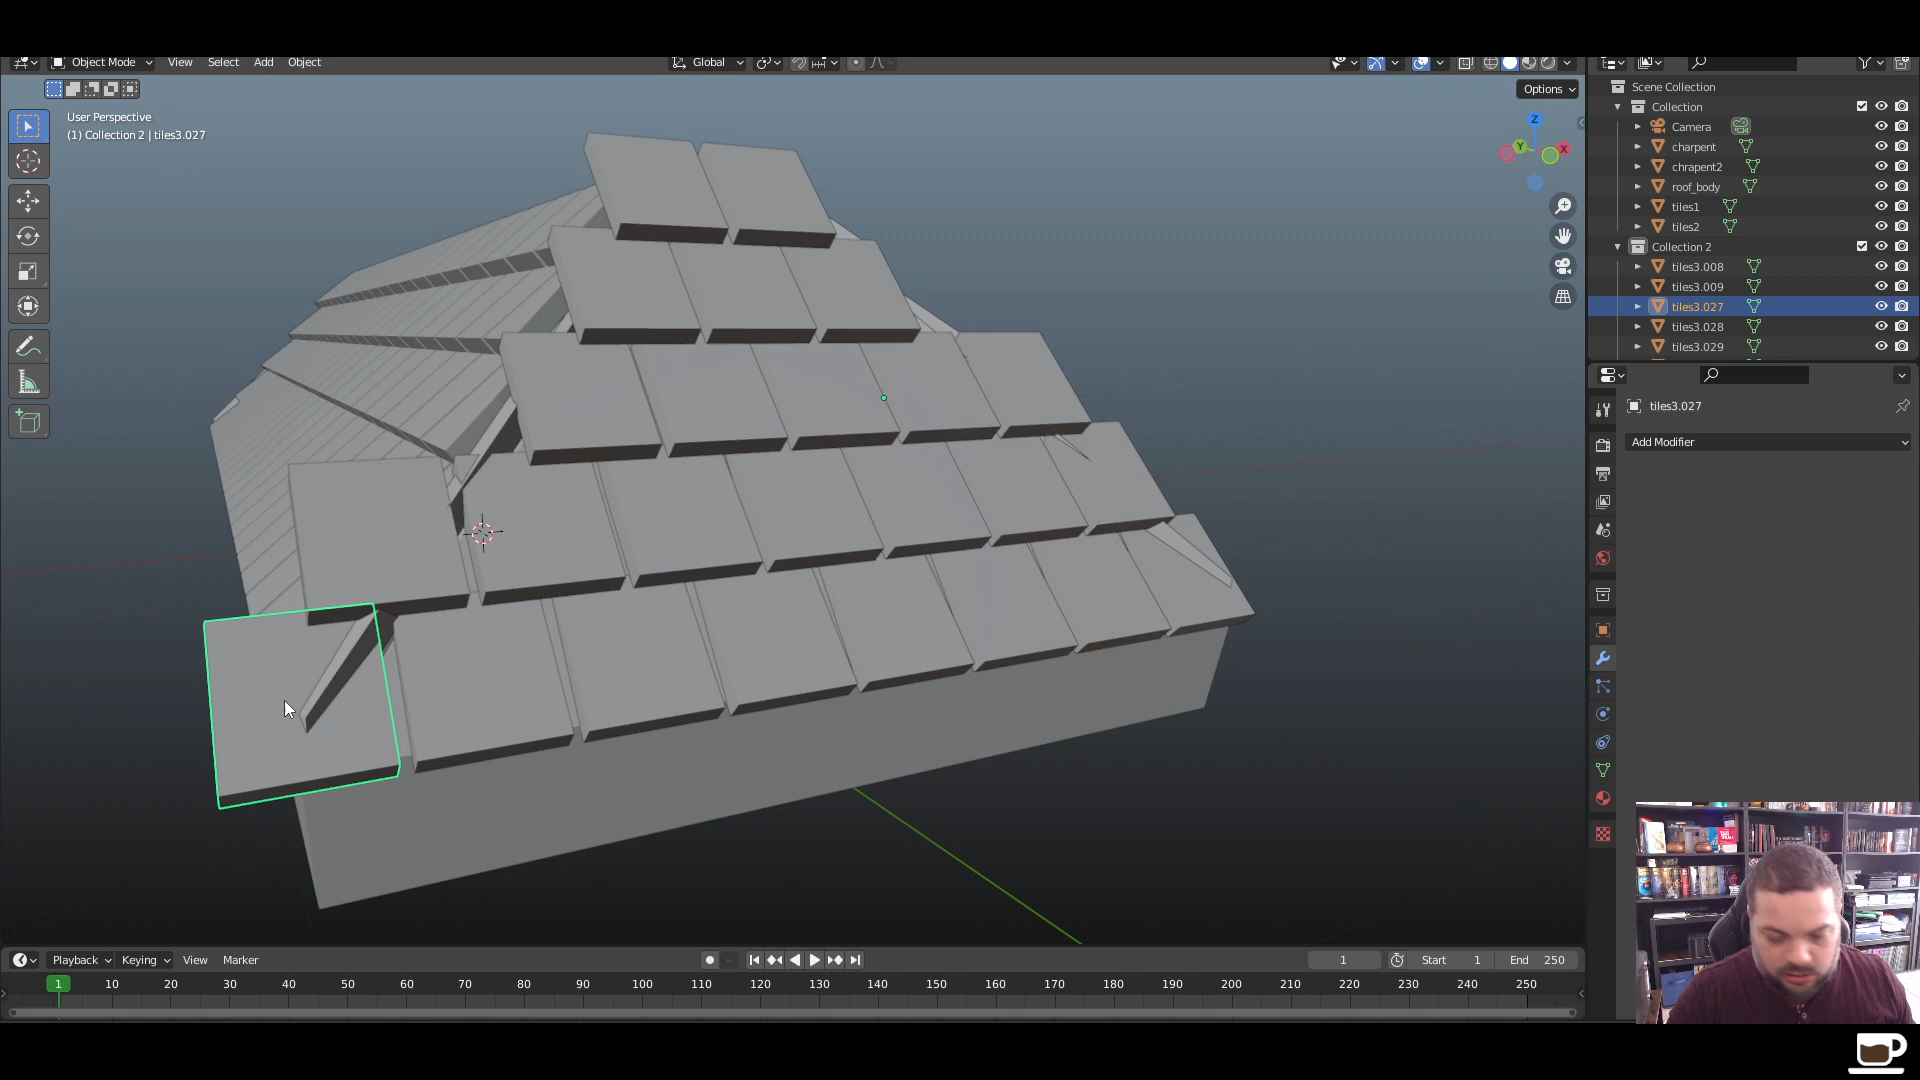 Object Mode View Select Add Object Global
Options
User Perspective
(1) Collection 2 | tiles3.027
Z
Y
X
Scene Collection
Collection
Camera
charpent
chrapent2
roof_body
tiles1
tiles2
Collection 2
tiles3.008
tiles3.009
tiles3.027
tiles3.028
tiles3.029
tiles3.027
Add Modifier
Playback Keying View Marker 1 Start 1 End 250
1 10 20 30 40 50 60 70 80 90 100 110 120 130 140 150 160 170 180 190 200 210 220 230 240 250